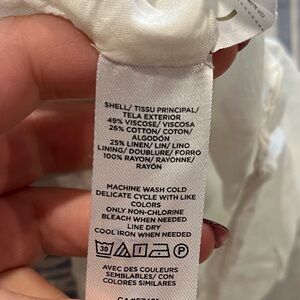 SHELL/ TISSU PRINCIPAL/
TELA EXTERIOR
49% VISCOSE/ VISCOSA
26% COTTON/ COTON/
ALGODÓN
25% LINEN/ LIN/ LINO
LINING/ DOUBLURE/ FORRO
100% RAYON/ RAYONNE/
RAYÓN
MACHINE WASH COLD
DELICATE CYCLE WITH LIKE
COLORS
ONLY NON-CHLORINE
BLEACH WHEN NEEDED
LINE DRY
COOL IRON WHEN NEEDED
30 P
AVEC DES COULEURS
SEMBLABLES/ CON
COLORES SIMILARES